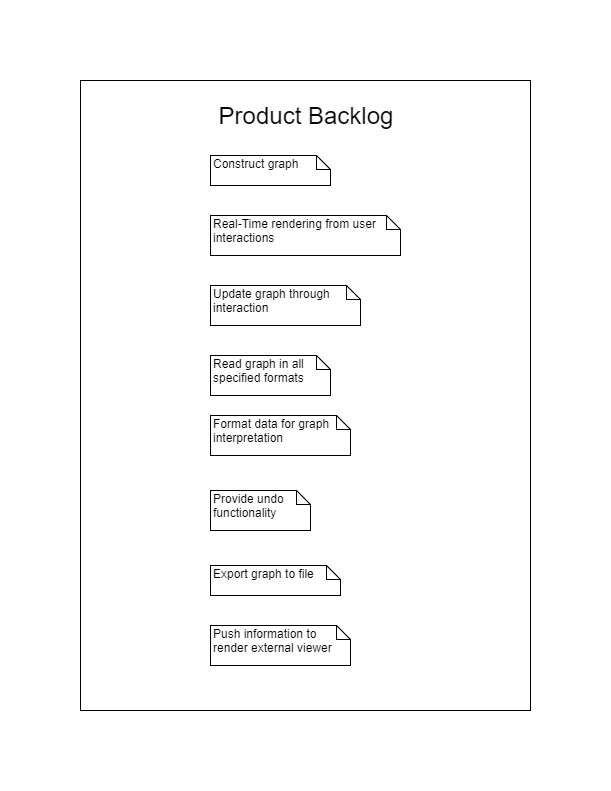 Product Backlog
Construct graph
Real-Time rendering from user
interactions
Update graph through
interaction
Read graph in all
specified formats
Format data for graph
interpretation
Provide undo
functionality
Export graph to file
Push information to
render external viewer